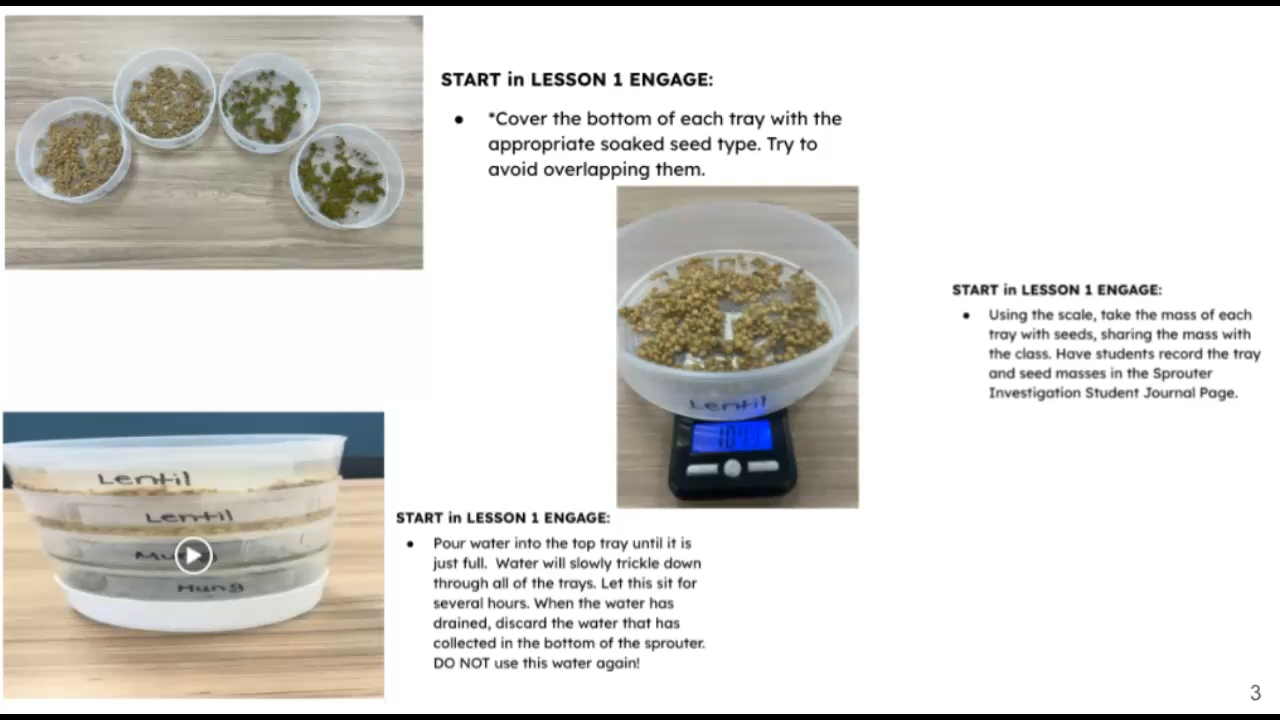 START in LESSON 1 ENGAGE:
● *Cover the bottom of each tray with the
appropriate soaked seed type. Try to
avoid overlapping them.
Lentil
START in LESSON 1 ENGAGE:
● Using the scale, take the mass of each
tray with seeds, sharing the mass with
the class. Have students record the tray
and seed masses in the Sprouter
Investigation Student Journal Page.
Lentil
Lentil
Mung
START in LESSON 1 ENGAGE:
● Pour water into the top tray until it is
just full. Water will slowly trickle down
through all of the trays. Let this sit for
several hours. When the water has
drained, discard the water that has
collected in the bottom of the sprouter.
DO NOT use this water again!
3